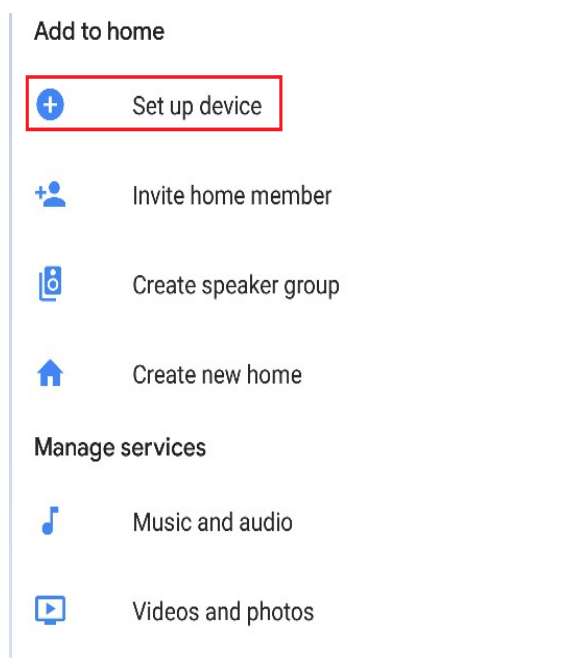 Add to home
Set up device
Invite home member
Create speaker group
Create new home
Manage services
Music and audio
Videos and photos